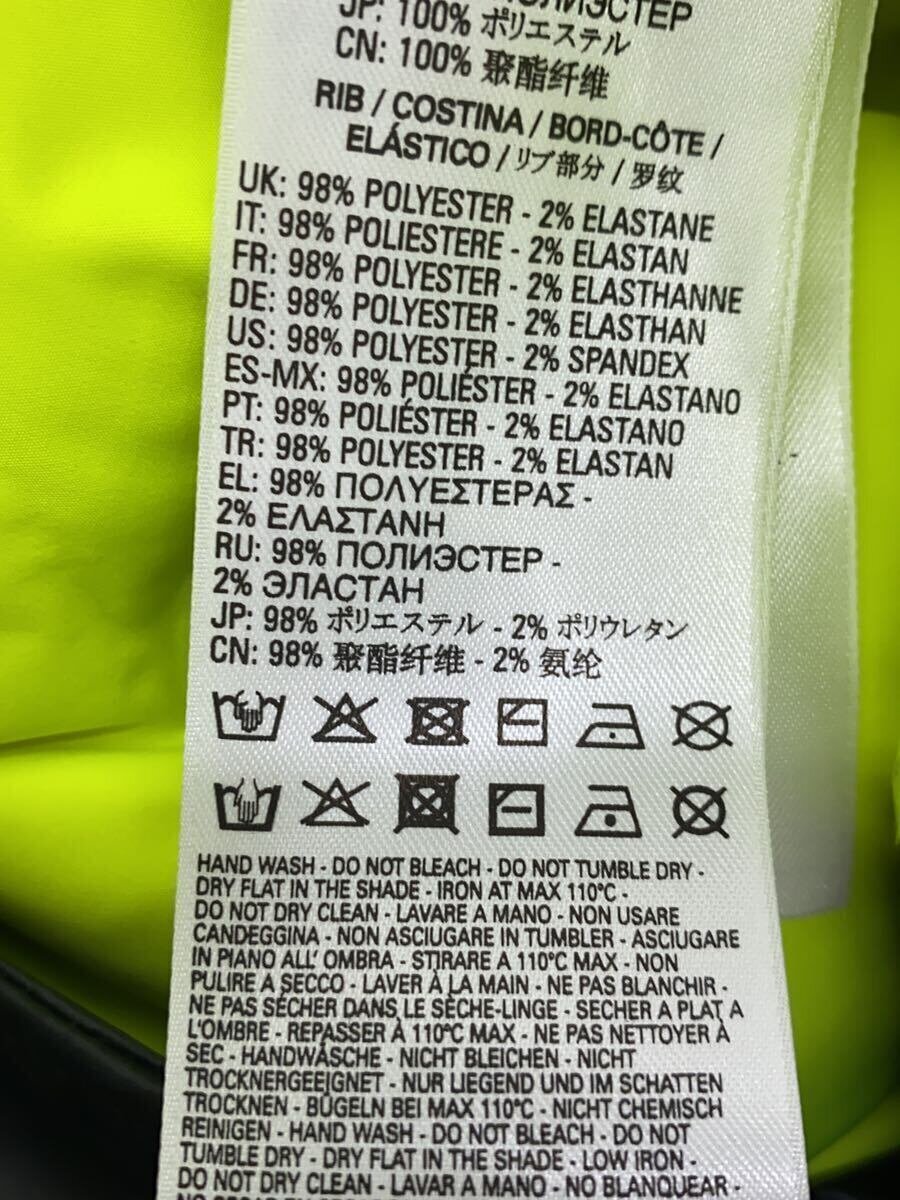 ПОЛИЭСТЕР
JP: 100% ポリエステル
CN: 100% 聚酯纤维
RIB / COSTINA / BORD-CÔTE /
ELÁSTICO / リブ部分 / 罗纹
UK: 98% POLYESTER - 2% ELASTANE
IT: 98% POLIESTERE - 2% ELASTAN
FR: 98% POLYESTER - 2% ELASTHANNE
DE: 98% POLYESTER - 2% ELASTHAN
US: 98% POLYESTER - 2% SPANDEX
ES-MX: 98% POLIÉSTER - 2% ELASTANO
PT: 98% POLIÉSTER - 2% ELASTANO
TR: 98% POLYESTER - 2% ELASTAN
EL: 98% ΠΟΛΥΕΣΤΕΡΑΣ -
2% ΕΛΑΣΤΑΝΗ
RU: 98% ПОЛИЭСТЕР -
2% ЭЛАСТАН
JP: 98% ポリエステル - 2% ポリウレタン
CN: 98% 聚酯纤维 - 2% 氨纶
HAND WASH - DO NOT BLEACH - DO NOT TUMBLE DRY -
DRY FLAT IN THE SHADE - IRON AT MAX 110°C -
DO NOT DRY CLEAN - LAVARE A MANO - NON USARE
CANDEGGINA - NON ASCIUGARE IN TUMBLER - ASCIUGARE
IN PIANO ALL' OMBRA - STIRARE A 110°C MAX - NON
PULIRE A SECCO - LAVER À LA MAIN - NE PAS BLANCHIR -
NE PAS SÉCHER DANS LE SÈCHE-LINGE - SECHER A PLAT A
L'OMBRE - REPASSER À 110°C MAX - NE PAS NETTOYER À
SEC - HANDWÄSCHE - NICHT BLEICHEN - NICHT
TROCKNERGEEIGNET - NUR LIEGEND UND IM SCHATTEN
TROCKNEN - BÜGELN BEI MAX 110°C - NICHT CHEMISCH
REINIGEN - HAND WASH - DO NOT BLEACH - DO NOT
TUMBLE DRY - DRY FLAT IN THE SHADE - LOW IRON -
DO NOT DRY CLEAN - LAVAR A MANO - NO BLANQUEAR -